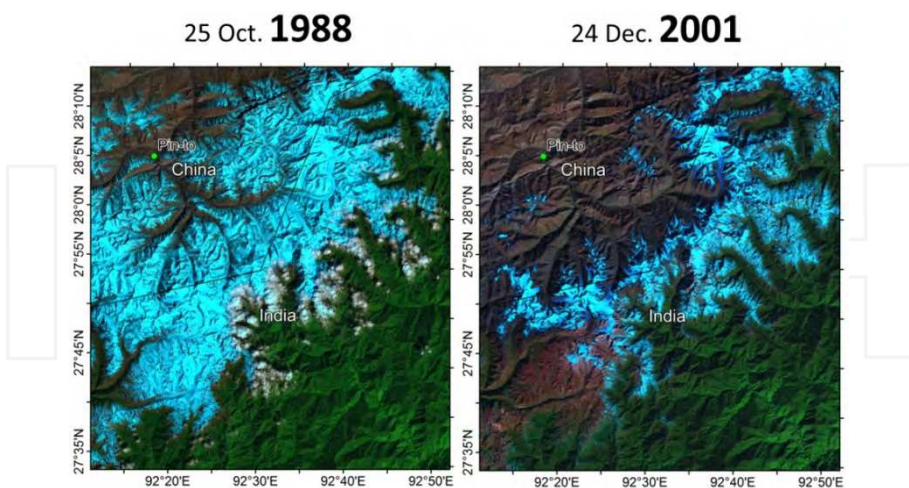 25 Oct. 1988
24 Dec. 2001
28°10'N
28°5'N
28°0'N
27°55'N
27°45'N
27°35'N
Pin-to
China
India
92°20'E
92°30'E
92°40'E
92°50'E
28°10'N
28°5'N
28°0'N
27°55'N
27°45'N
27°35'N
Pin-to
China
India
92°20'E
92°30'E
92°40'E
92°50'E